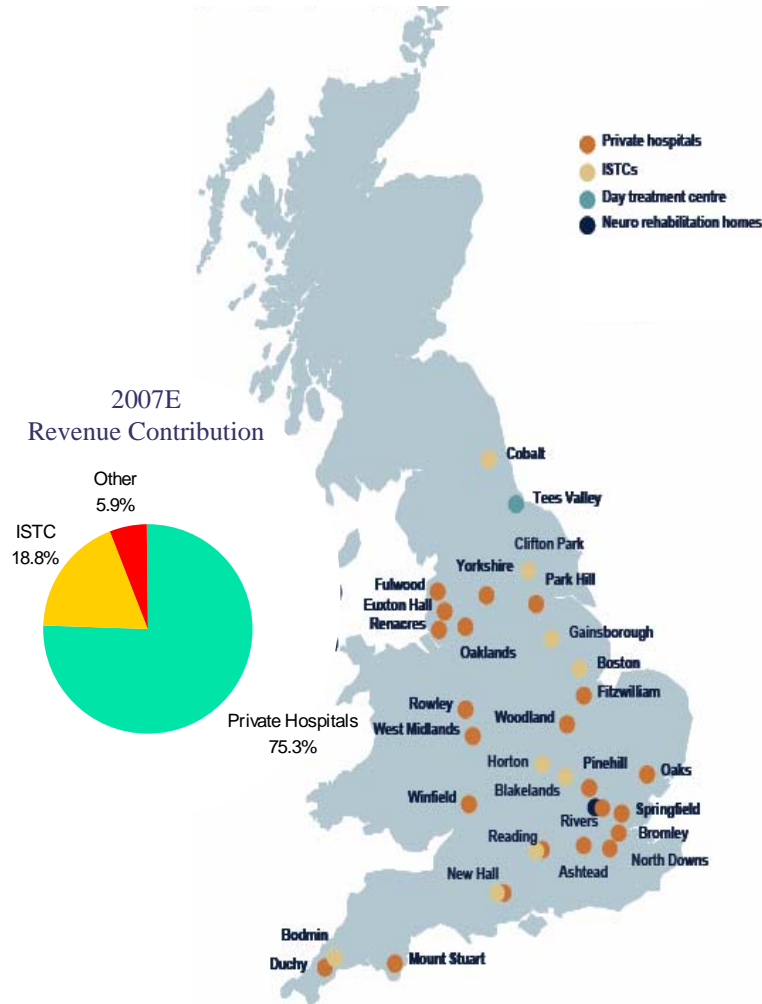 Private hospitals
ISTCs
Day treatment centre
Neuro rehabilitation homes
2007E
Revenue Contribution
Other
5.9%
ISTC
18.8%
Private Hospitals
75.3%
Cobalt
Tees Valley
Clifton Park
Yorkshire
Park Hill
Fulwood
Euxton Hall
Renacres
Oaklands
Gainsborough
Boston
Fitzwilliam
Rowley
Woodland
West Midlands
Horton
Pinehill
Oaks
Blakelands
Winfield
Rivers
Springfield
Bromley
Reading
North Downs
Ashtead
New Hall
Bodmin
Duchy
Mount Stuart